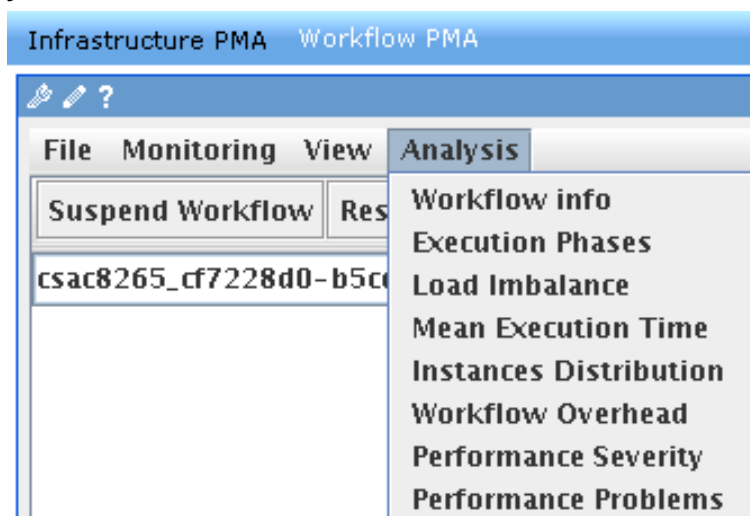 Infrastructure PMA Workflow PMA
?
File Monitoring View Analysis
Suspend Workflow
Workflow info
Execution Phases
Load Imbalance
Mean Execution Time
Instances Distribution
Workflow Overhead
Performance Severity
Performance Problems